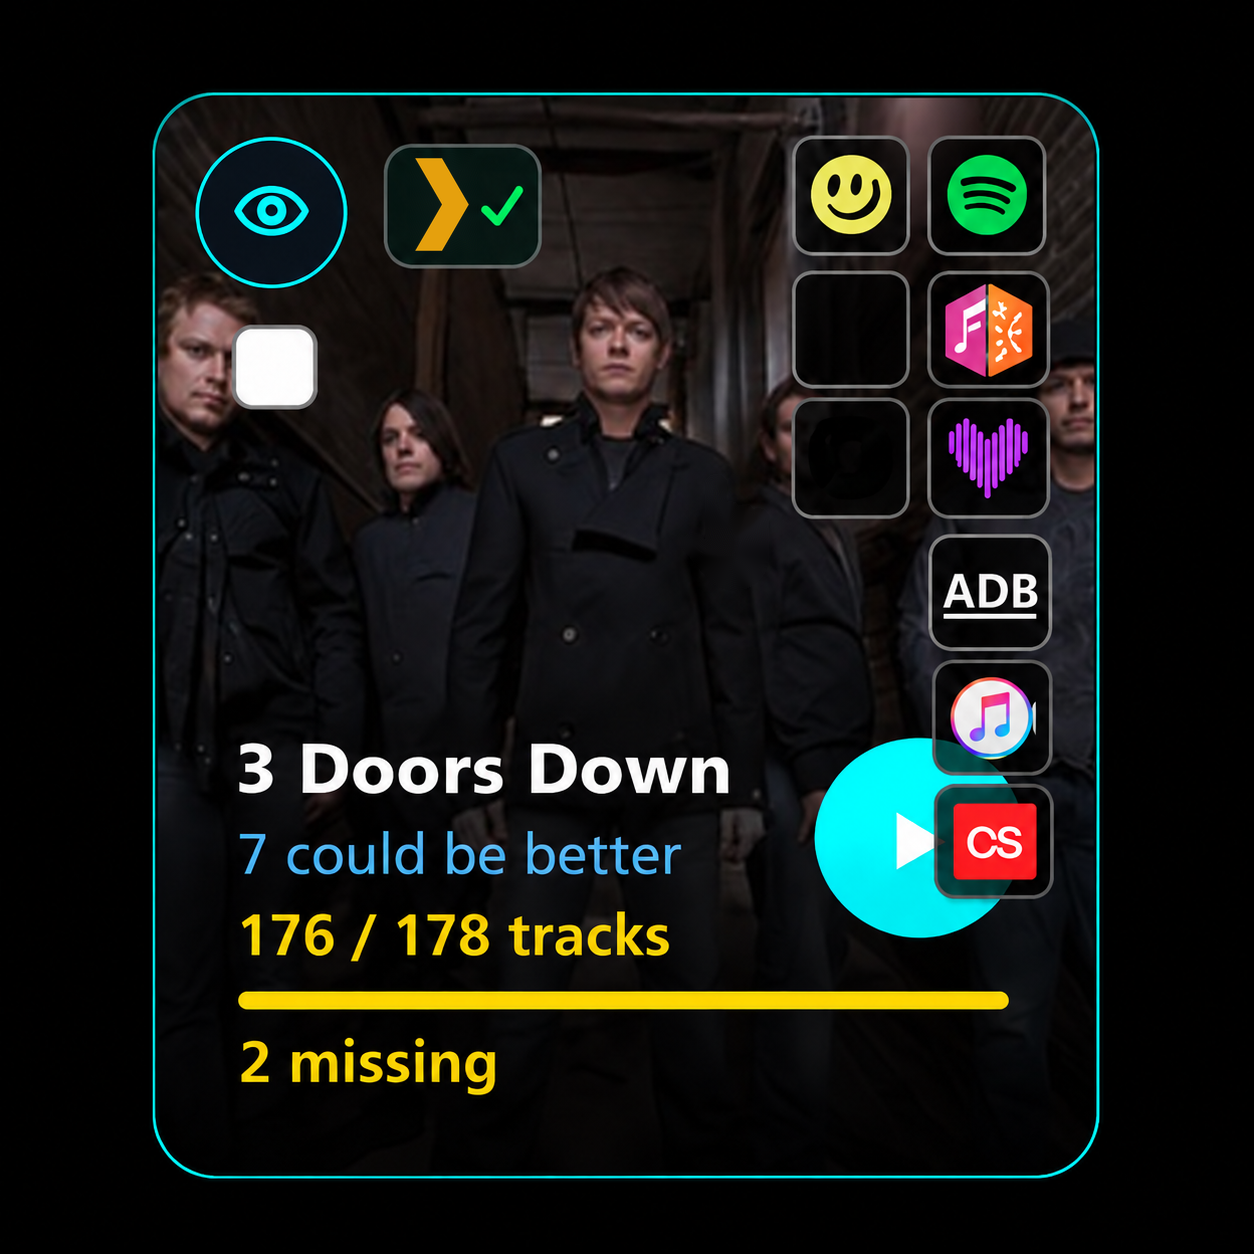 ADB
CS
3 Doors Down
7 could be better
176 / 178 tracks
2 missing